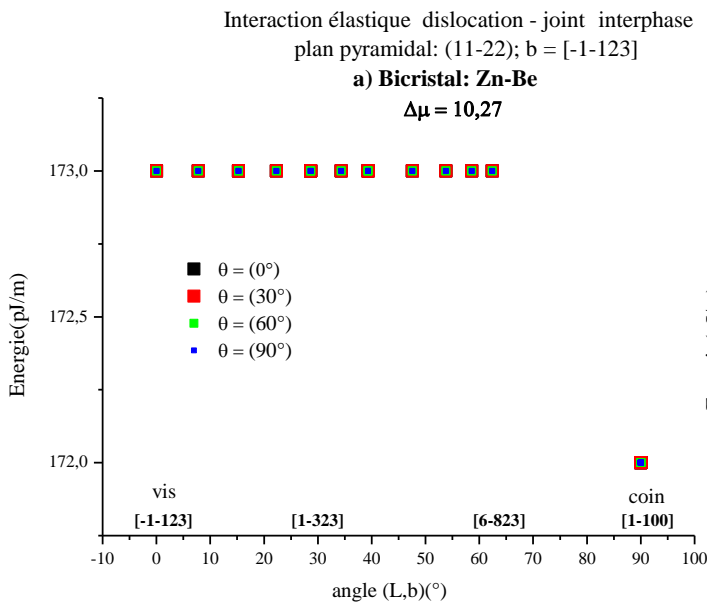 Interaction élastique dislocation - joint interphase
plan pyramidal: (11-22); b = [-1-123]
a) Bicristal: Zn-Be
Δμ = 10,27
173,0
172,5
172,0
Energie(pJ/m)
θ = (0°)
θ = (30°)
θ = (60°)
θ = (90°)
vis
coin
[-1-123] [1-323] [6-823] [1-100]
-10 0 10 20 30 40 50 60 70 80 90 100
angle (L,b)(°)